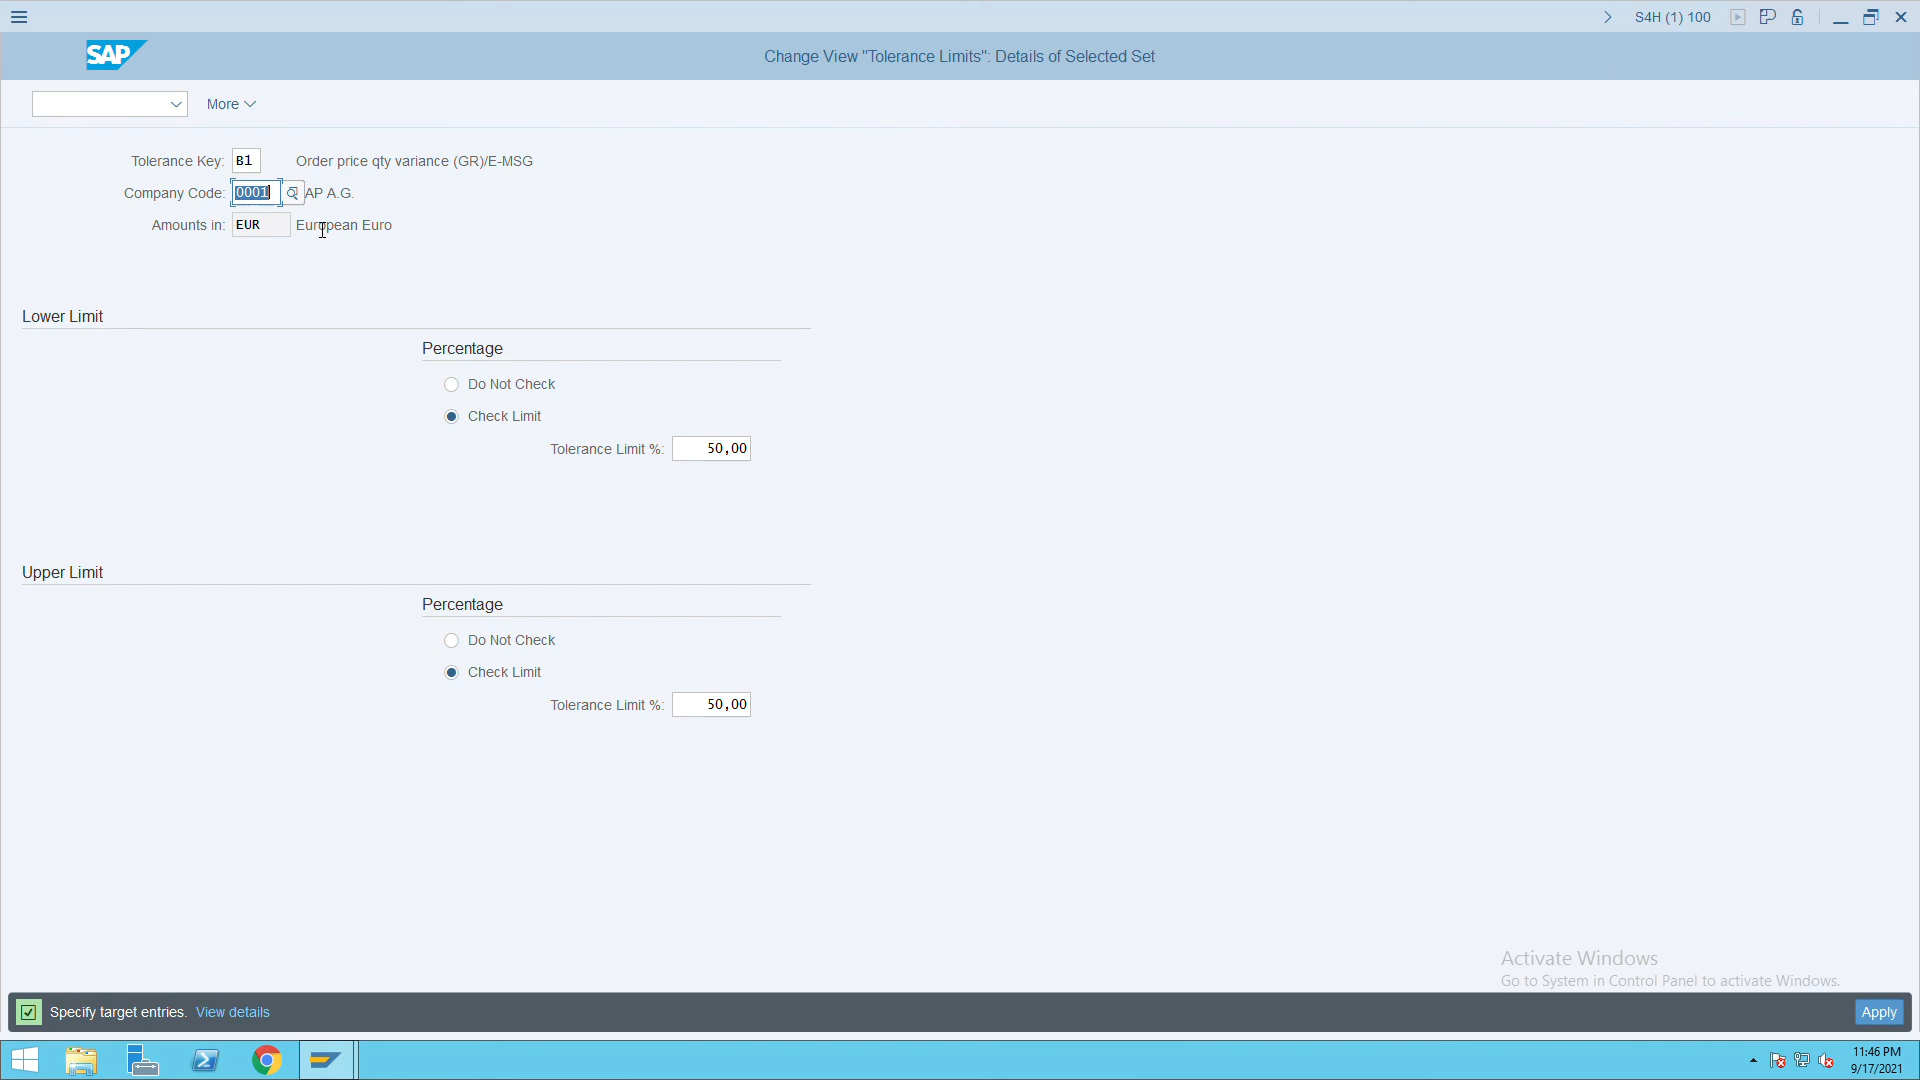 S4H (1) 100
SAP
Change View "Tolerance Limits": Details of Selected Set
More
Tolerance Key: B1 Order price qty variance (GR)/E-MSG
Company Code: 0001 AP A.G.
Amounts in: EUR European Euro
Lower Limit
Percentage
Do Not Check
Check Limit
Tolerance Limit %: 50,00
Upper Limit
Percentage
Do Not Check
Check Limit
Tolerance Limit %: 50,00
Activate Windows
Go to System in Control Panel to activate Windows.
Specify target entries. View details Apply
11:46 PM
9/17/2021